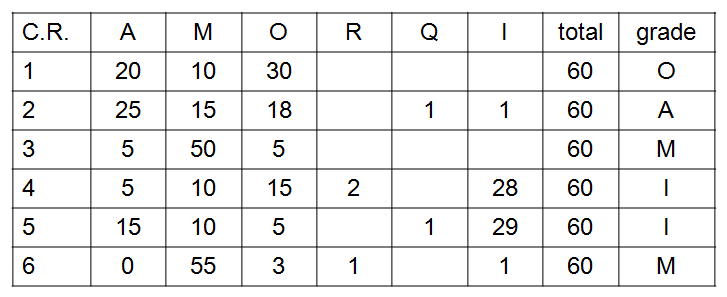 C.R. A M O R Q I total grade
1 20 10 30 60 O
2 25 15 18 1 1 60 A
3 5 50 5 60 M
4 5 10 15 2 28 60 I
5 15 10 5 1 29 60 I
6 0 55 3 1 1 60 M